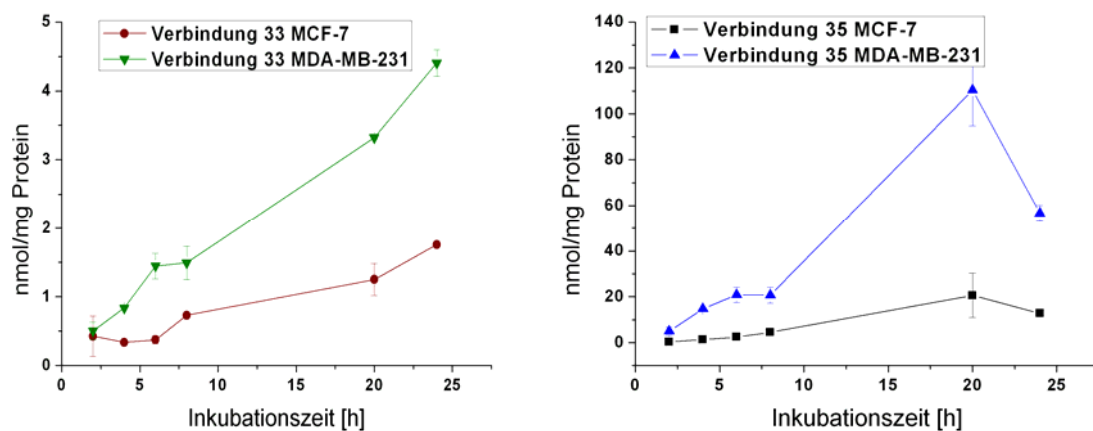 Verbindung 33 MCF-7
Verbindung 33 MDA-MB-231
nmol/mg Protein
5
4
3
2
1
0
0 5 10 15 20 25
Inkubationszeit [h]
Verbindung 35 MCF-7
Verbindung 35 MDA-MB-231
nmol/mg Protein
140
120
100
80
60
40
20
0
0 5 10 15 20 25
Inkubationszeit [h]